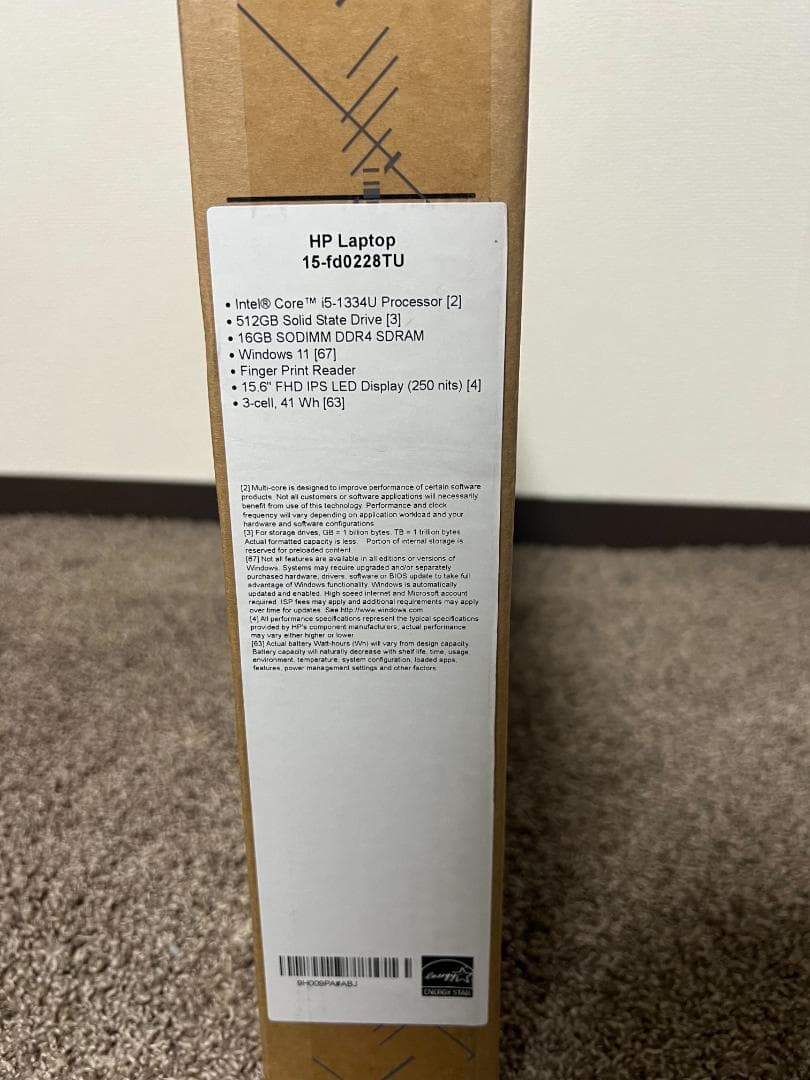 HP Laptop
15-fd0228TU
• Intel® Core™ i5-1334U Processor [2]
• 512GB Solid State Drive [3]
• 16GB SODIMM DDR4 SDRAM
• Windows 11 [67]
• Finger Print Reader
• 15.6" FHD IPS LED Display (250 nits) [4]
• 3-cell, 41 Wh [63]
[2] Multi-core is designed to improve performance of certain software
products. Not all customers or software applications will necessarily
benefit from use of this technology. Performance and clock
frequency will vary depending on application workload and your
hardware and software configurations.
[3] For storage drives, GB = 1 billion bytes. TB = 1 trillion bytes.
Actual formatted capacity is less. Portion of internal storage is
reserved for preloaded content.
[67] Not all features are available in all editions or versions of
Windows. Systems may require upgraded and/or separately
purchased hardware, drivers, software or BIOS update to take full
advantage of Windows functionality. Windows is automatically
updated and enabled. High speed internet and Microsoft account
required. ISP fees may apply and additional requirements may apply
over time for updates. See http://www.windows.com
[4] All performance specifications represent the typical specifications
provided by HP's component manufacturers; actual performance
may vary either higher or lower.
[63] Actual battery Watt-hours (Wh) will vary from design capacity.
Battery capacity will naturally decrease with shelf life, time, usage,
environment, temperature, system configuration, loaded apps,
features, power management settings and other factors.
9H009PA#ABJ
energy
ENERGY STAR